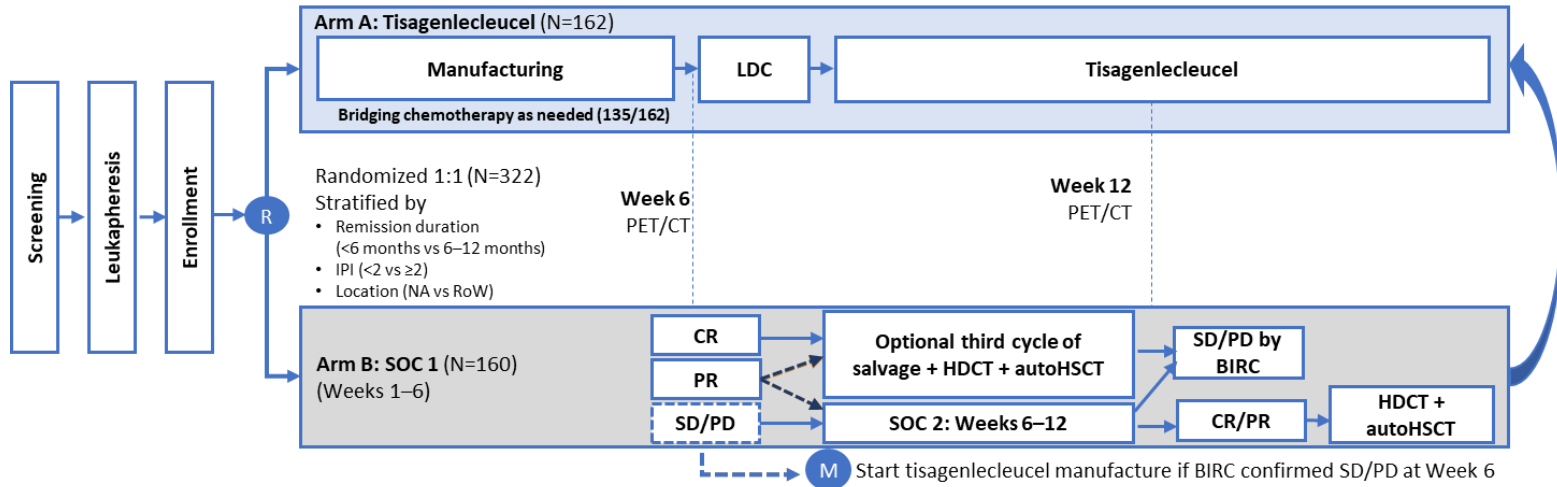 Screening
Leukapheresis
Enrollment
R
Arm A: Tisagenlecleucel (N=162)
Manufacturing
LDC
Tisagenlecleucel
Bridging chemotherapy as needed (135/162)
Randomized 1:1 (N=322)
Stratified by
• Remission duration
(<6 months vs 6–12 months)
• IPI (<2 vs ≥2)
• Location (NA vs RoW)
Week 6
PET/CT
Week 12
PET/CT
Arm B: SOC 1 (N=160)
(Weeks 1–6)
CR
PR
SD/PD
Optional third cycle of
salvage + HDCT + autoHSCT
SOC 2: Weeks 6–12
SD/PD by
BIRC
CR/PR
HDCT +
autoHSCT
M
Start tisagenlecleucel manufacture if BIRC confirmed SD/PD at Week 6